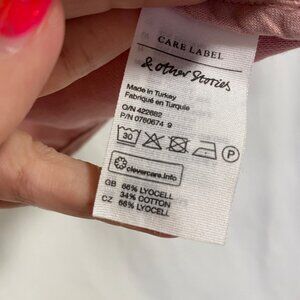 CARE LABEL
& other Stories
Made in Turkey
Fabriqué en Turquie
O/N 422682
P/N 0760674 9
30 P
clevercare.info
GB 66% LYOCELL
34% COTTON
CZ 66% LYOCELL